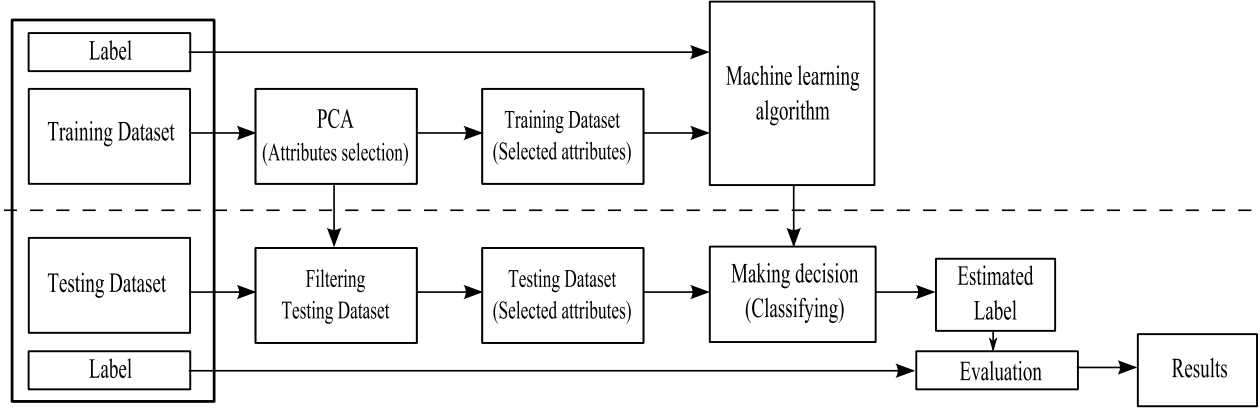 Label
Training Dataset
PCA
(Attributes selection)
Training Dataset
(Selected attributes)
Machine learning
algorithm
Testing Dataset
Filtering
Testing Dataset
Testing Dataset
(Selected attributes)
Making decision
(Classifying)
Estimated
Label
Label
Evaluation
Results